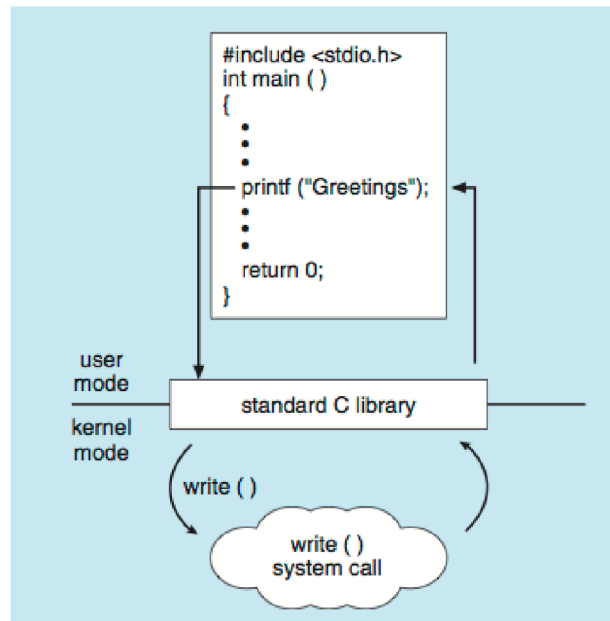 #include <stdio.h>
int main ( )
{
•
•
•
printf ("Greetings");
•
•
•
return 0;
}
user
mode
standard C library
kernel
mode
write ( )
write ( )
system call